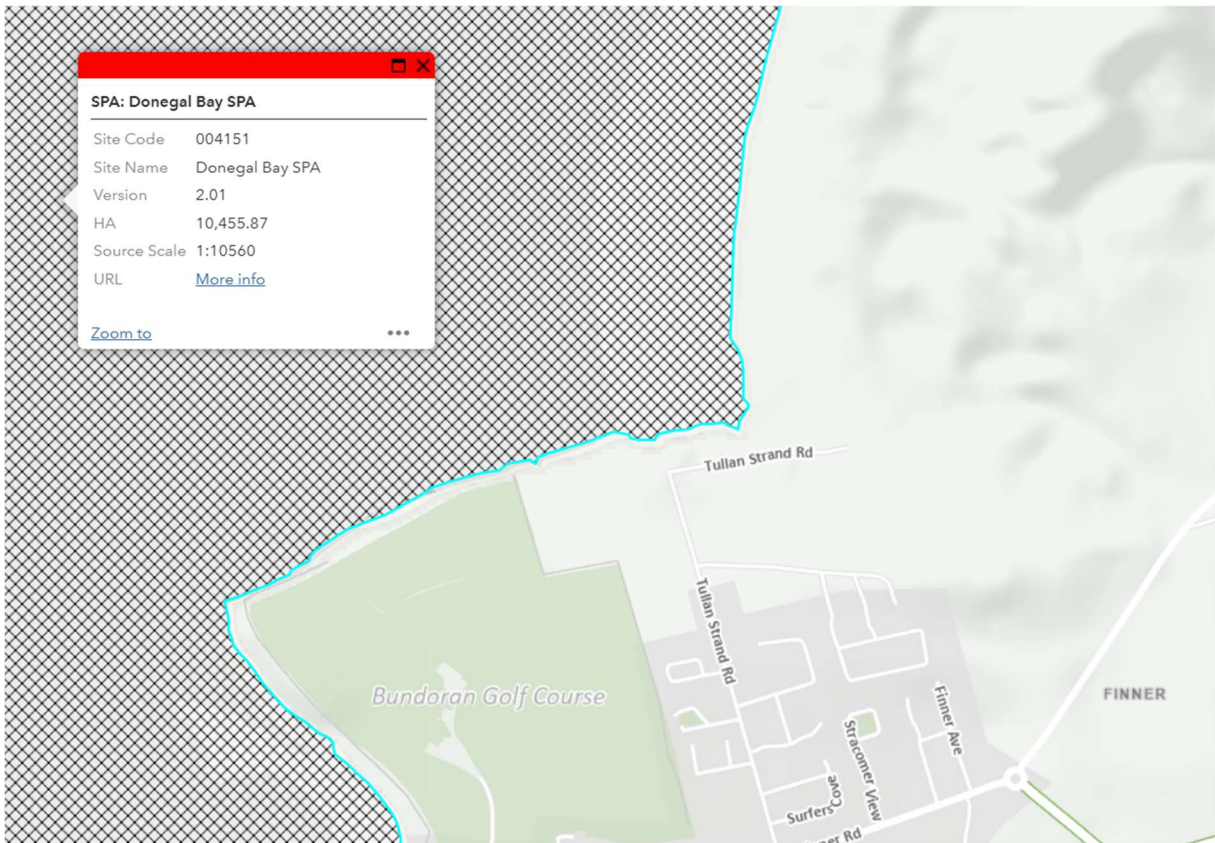 SPA: Donegal Bay SPA
Site Code 004151
Site Name Donegal Bay SPA
Version 2.01
HA 10,455.87
Source Scale 1:10560
URL More info
Zoom to
Tullan Strand Rd
Tullan Strand Rd
Bundoran Golf Course
FINNER
Finner Ave
Stracomer View
Surfers Cove
Rd